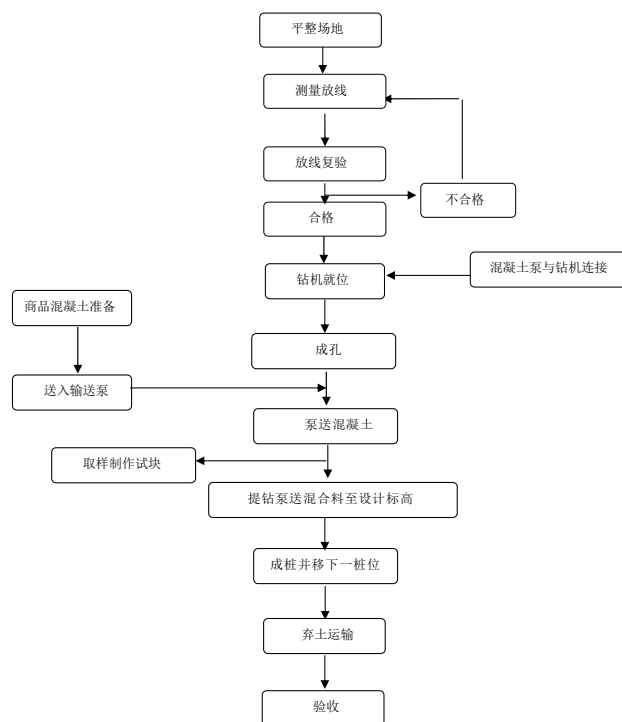 平整场地
测量放线
放线复验
不合格
合格
混凝土泵与钻机连接
钻机就位
商品混凝土准备
成孔
送入输送泵
泵送混凝土
取样制作试块
提钻泵送混合料至设计标高
成桩并移下一桩位
弃土运输
验收